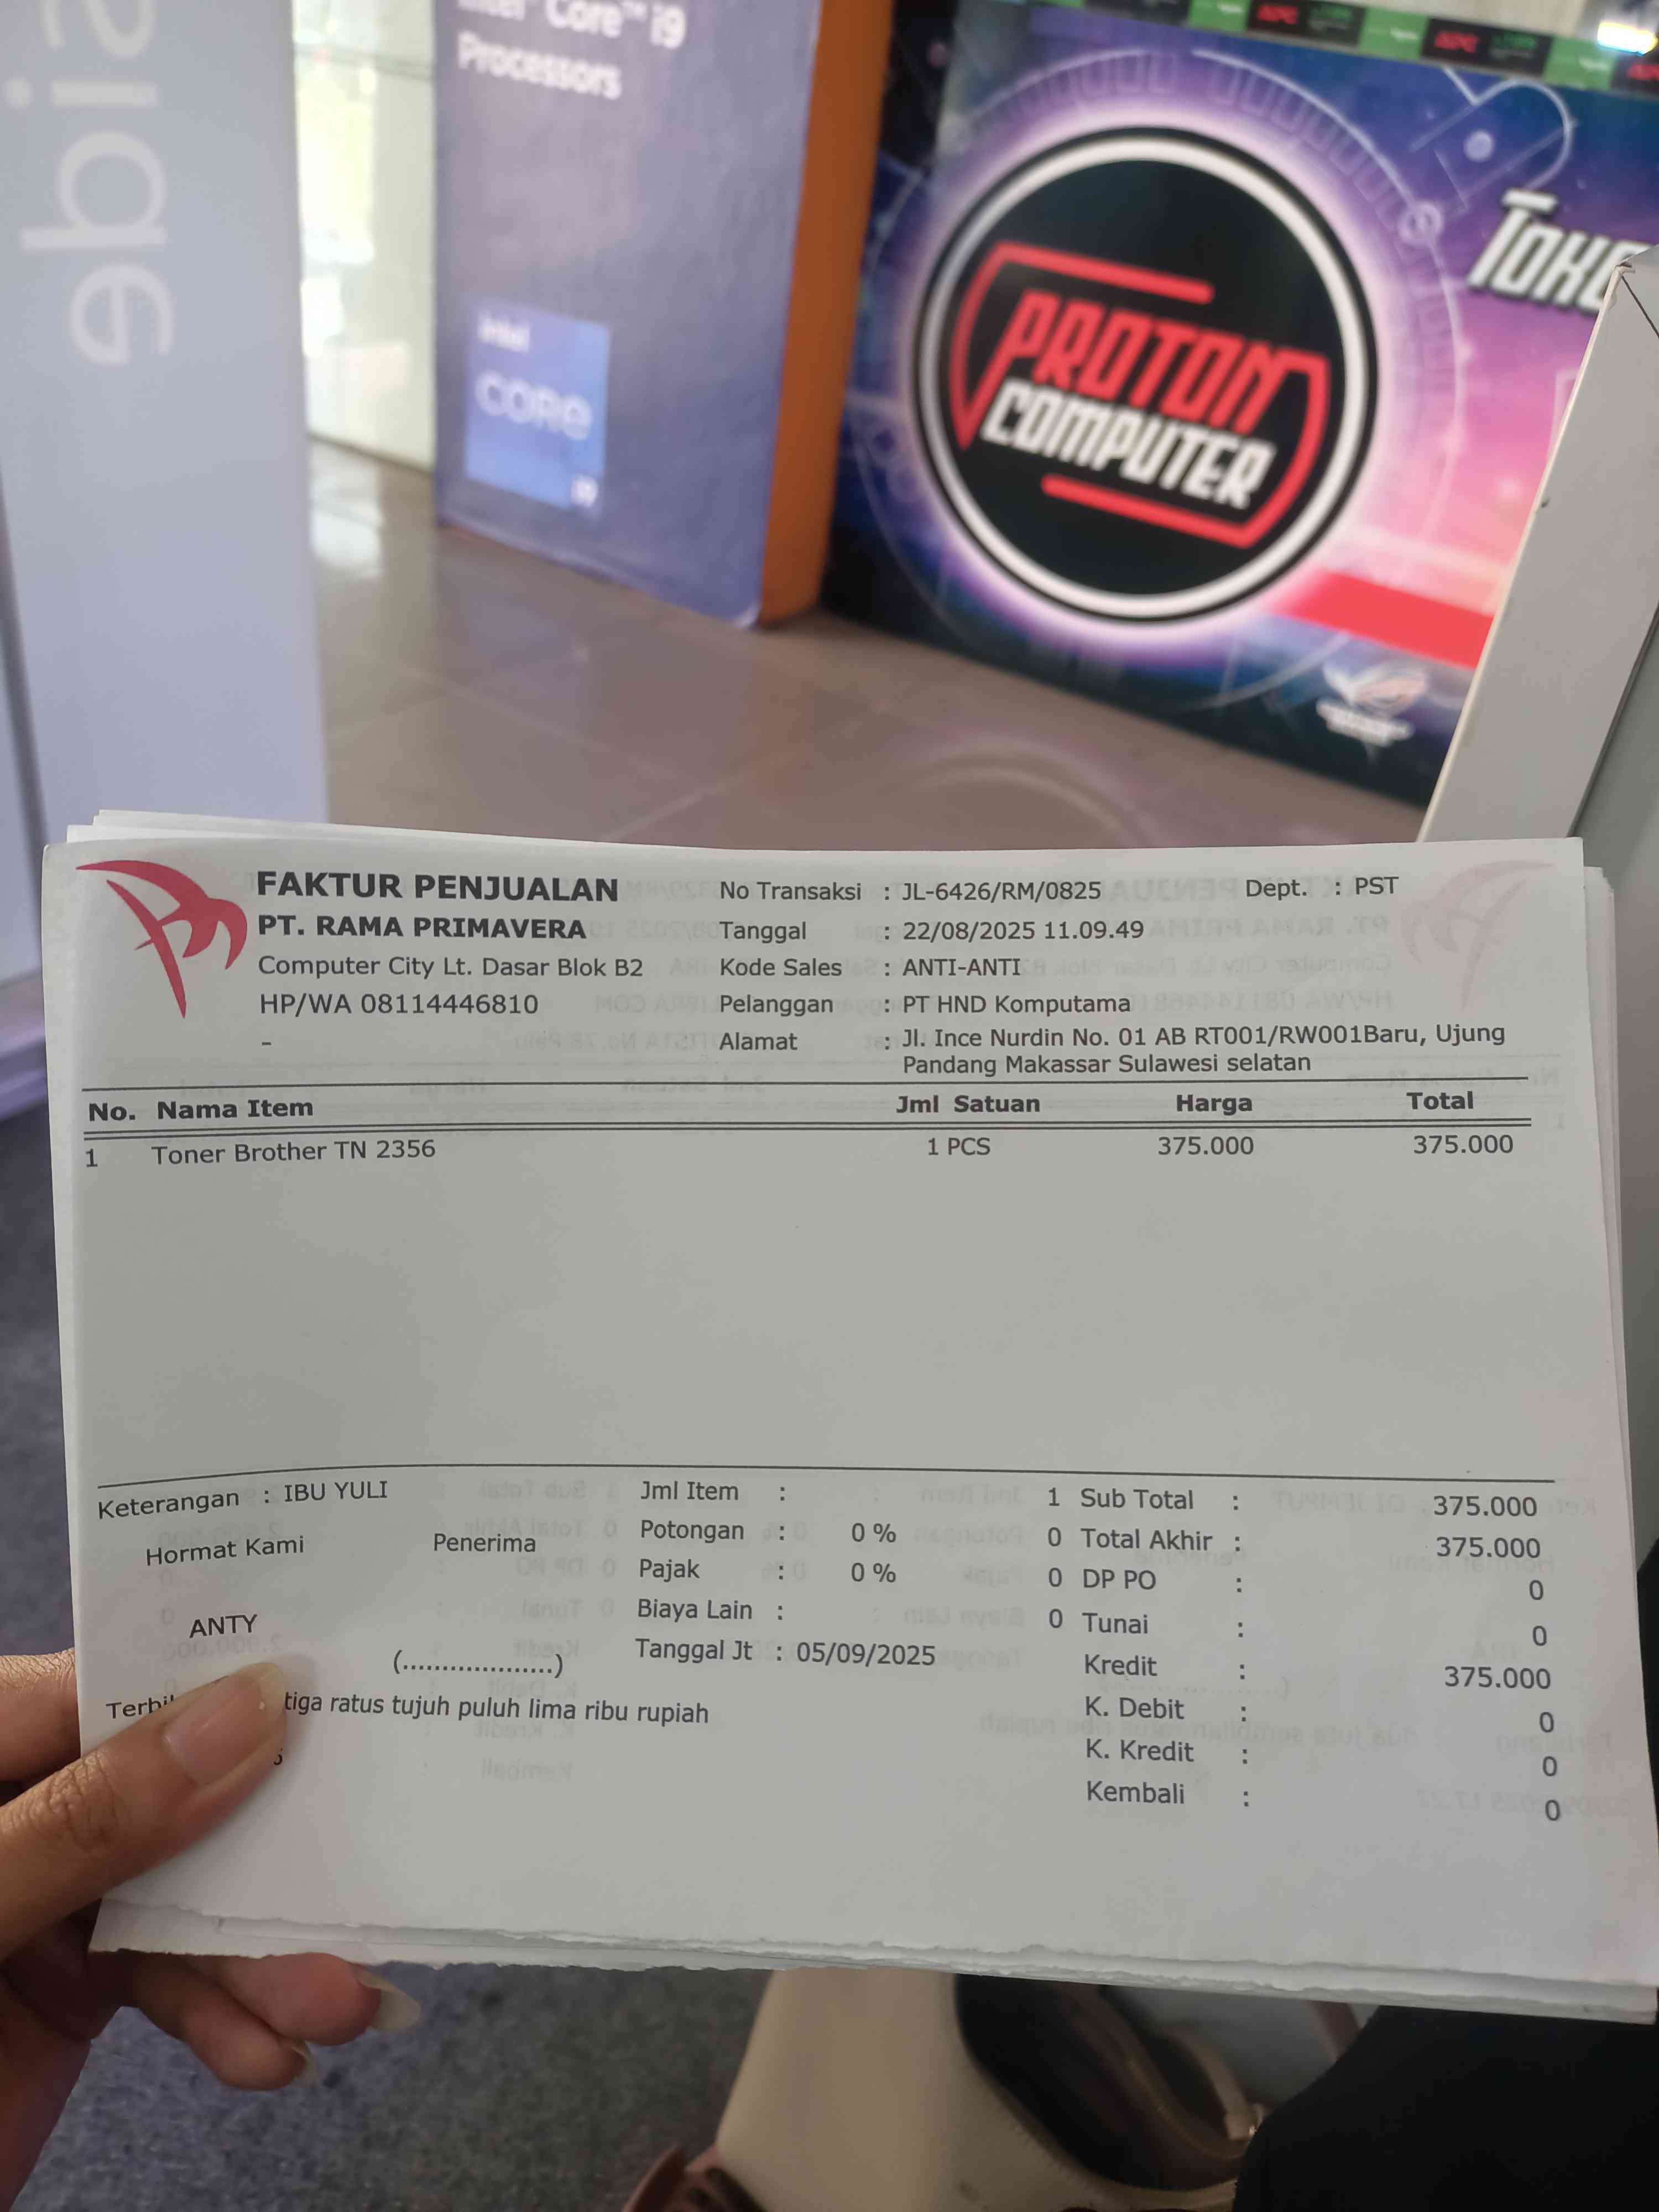 Intel® Core™ i9
Processors
intel
CORE
i9
PROTON
COMPUTER
FAKTUR PENJUALAN
PT. RAMA PRIMAVERA
Computer City Lt. Dasar Blok B2
HP/WA 08114446810
-
No Transaksi : JL-6426/RM/0825 Dept. : PST
Tanggal : 22/08/2025 11.09.49
Kode Sales : ANTI-ANTI
Pelanggan : PT HND Komputama
Alamat : Jl. Ince Nurdin No. 01 AB RT001/RW001Baru, Ujung
Pandang Makassar Sulawesi selatan
No. Nama Item Jml Satuan Harga Total
1 Toner Brother TN 2356 1 PCS 375.000 375.000
Keterangan : IBU YULI
Hormat Kami Penerima
ANTY
(...................)
tiga ratus tujuh puluh lima ribu rupiah
Jml Item : 1
Potongan : 0 % 0
Pajak : 0 % 0
Biaya Lain : 0
Tanggal Jt : 05/09/2025
Sub Total : 375.000
Total Akhir : 375.000
DP PO : 0
Tunai : 0
Kredit : 375.000
K. Debit : 0
K. Kredit : 0
Kembali : 0